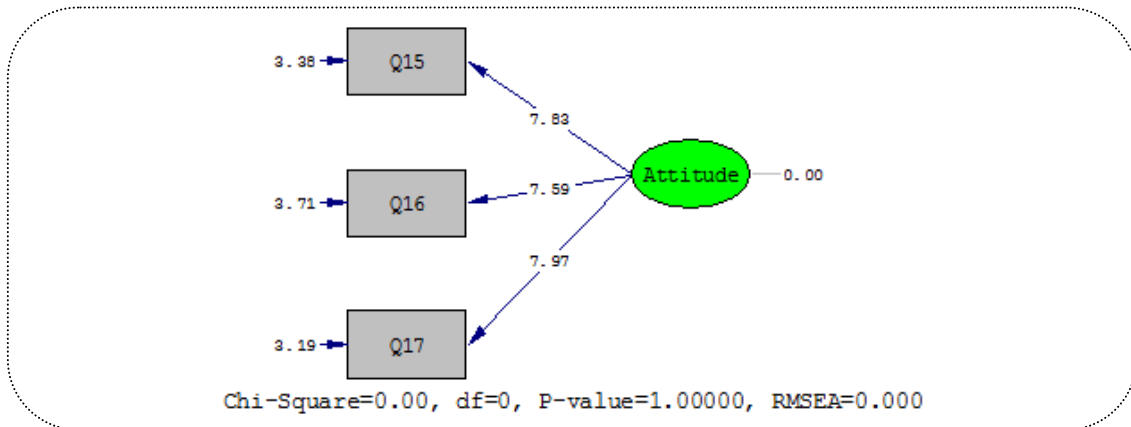 3.38
Q15
7.83
Attitude
0.00
3.71
Q16
7.59
7.97
3.19
Q17
Chi-Square=0.00, df=0, P-value=1.00000, RMSEA=0.000